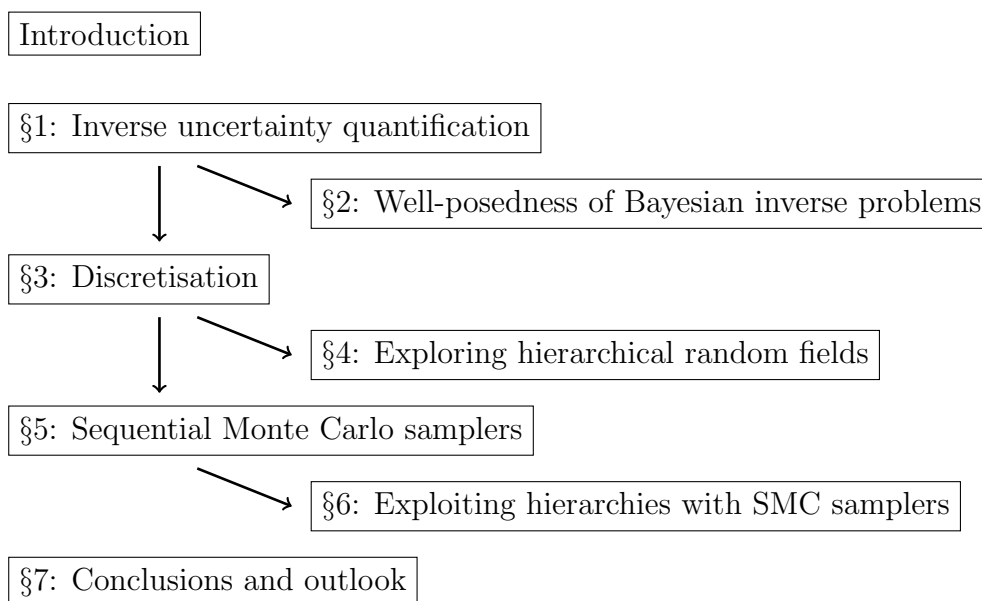 Introduction
§1: Inverse uncertainty quantification
§2: Well-posedness of Bayesian inverse problems
§3: Discretisation
§4: Exploring hierarchical random fields
§5: Sequential Monte Carlo samplers
§6: Exploiting hierarchies with SMC samplers
§7: Conclusions and outlook